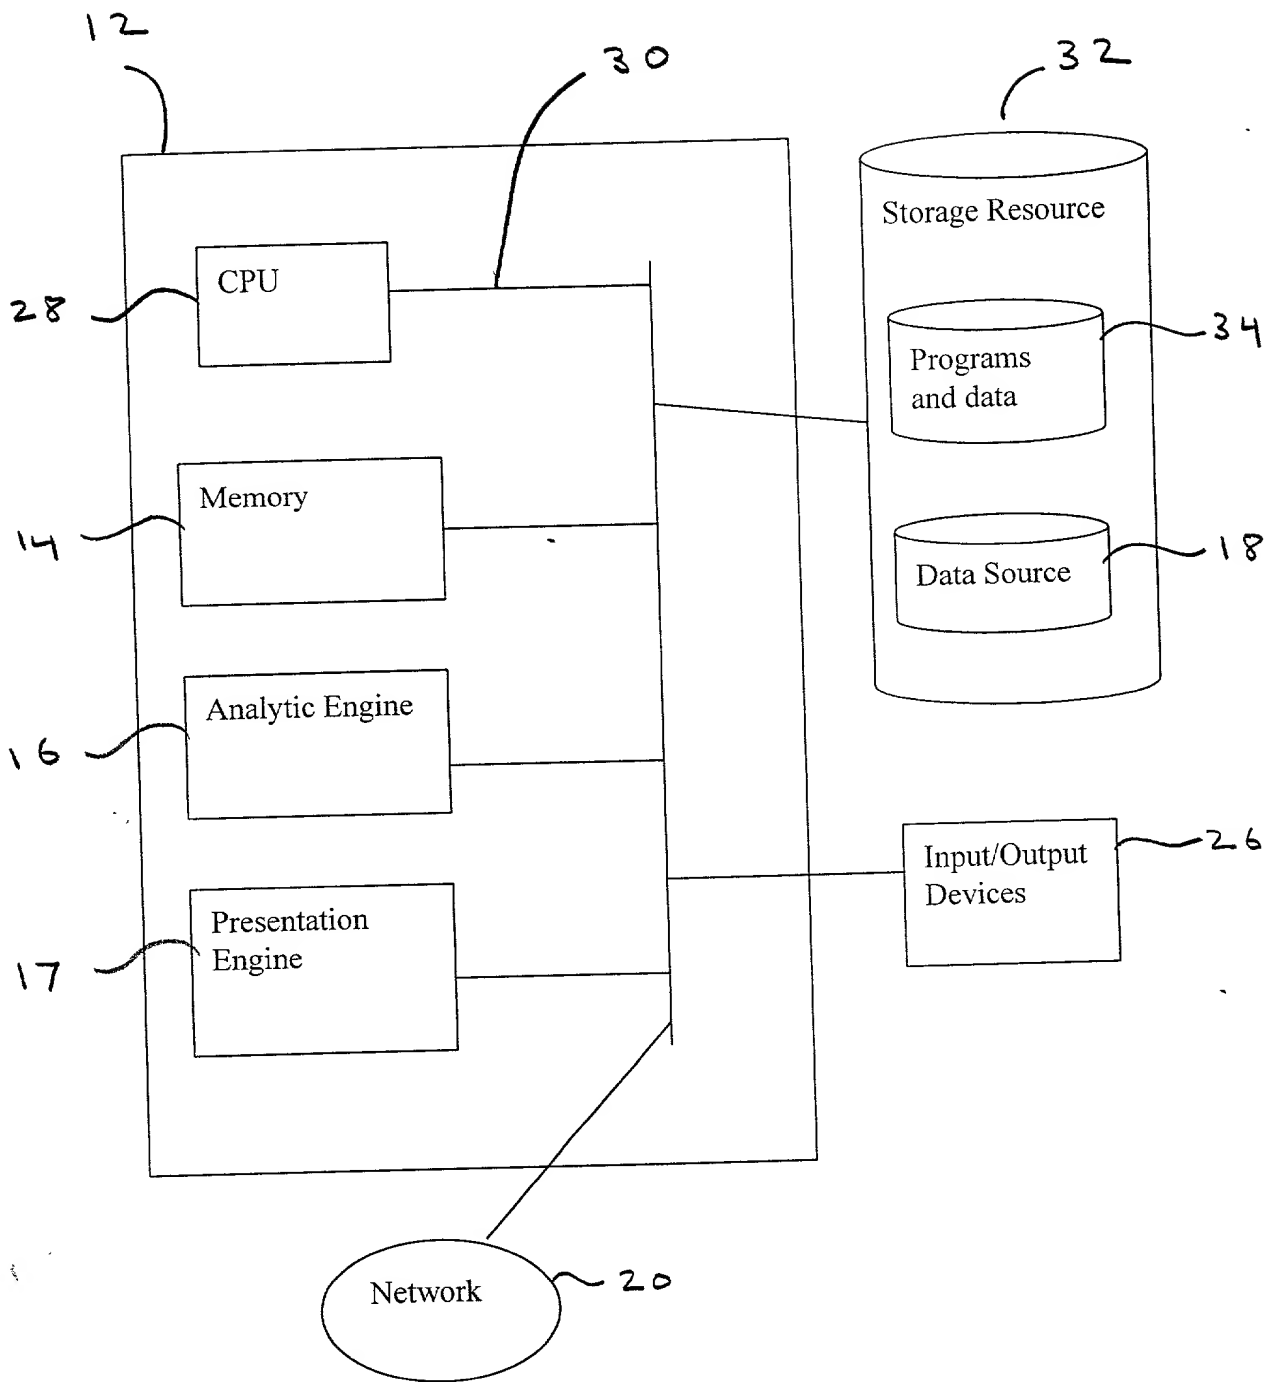 12
30
32
Storage Resource
CPU
28
34
Programs
and data
Memory
14
18
Data Source
Analytic Engine
16
26
Input/Output
Devices
Presentation
Engine
17
Network
20